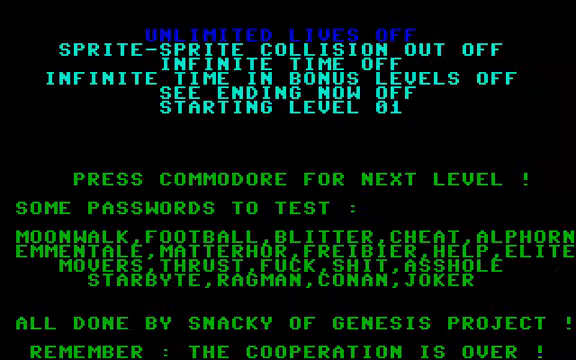 UNLIMITED LIVES OFF
SPRITE-SPRITE COLLISION OUT OFF
INFINITE TIME OFF
INFINITE TIME IN BONUS LEVELS OFF
SEE ENDING NOW OFF
STARTING LEVEL 01
PRESS COMMODORE FOR NEXT LEVEL !
SOME PASSWORDS TO TEST :
MOONWALK,FOOTBALL,BLITTER,CHEAT,ALPHORN
EMMENTALE,MATTERHOR,FREIBIER,HELP,ELITE
MOVERS,THRUST,FUCK,SHIT,ASSHOLE
STARBYTE,RAGMAN,CONAN,JOKER
ALL DONE BY SNACKY OF GENESIS PROJECT !
REMEMBER : THE COOPERATION IS OVER !